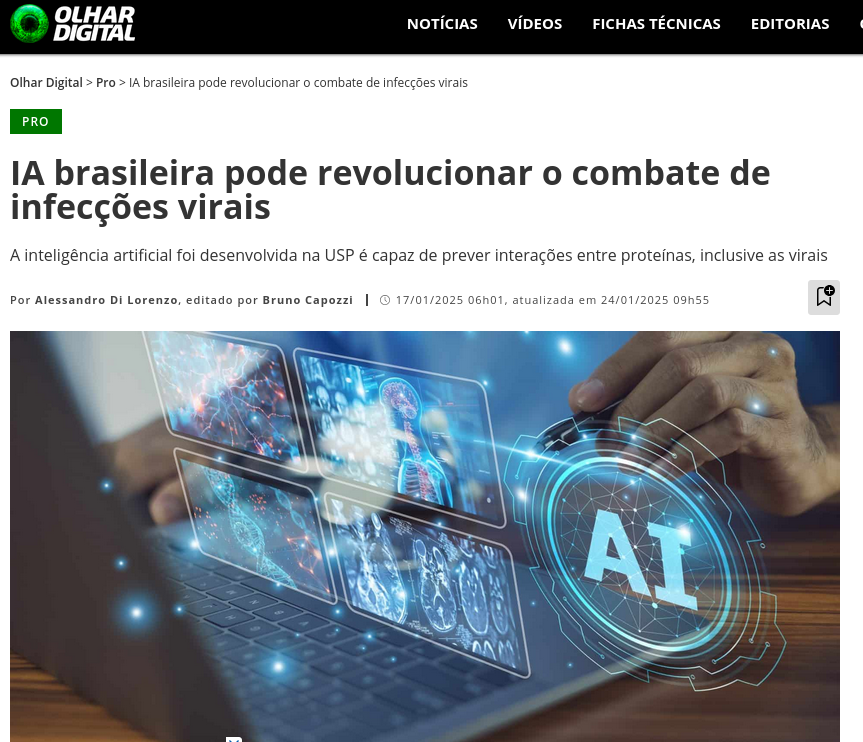 OLHAR
DIGITAL
NOTÍCIAS VÍDEOS FICHAS TÉCNICAS EDITORIAS
Olhar Digital > Pro > IA brasileira pode revolucionar o combate de infecções virais
PRO
IA brasileira pode revolucionar o combate de
infecções virais
A inteligência artificial foi desenvolvida na USP é capaz de prever interações entre proteínas, inclusive as virais
Por Alessandro Di Lorenzo, editado por Bruno Capozzi | 17/01/2025 06h01, atualizada em 24/01/2025 09h55
AI